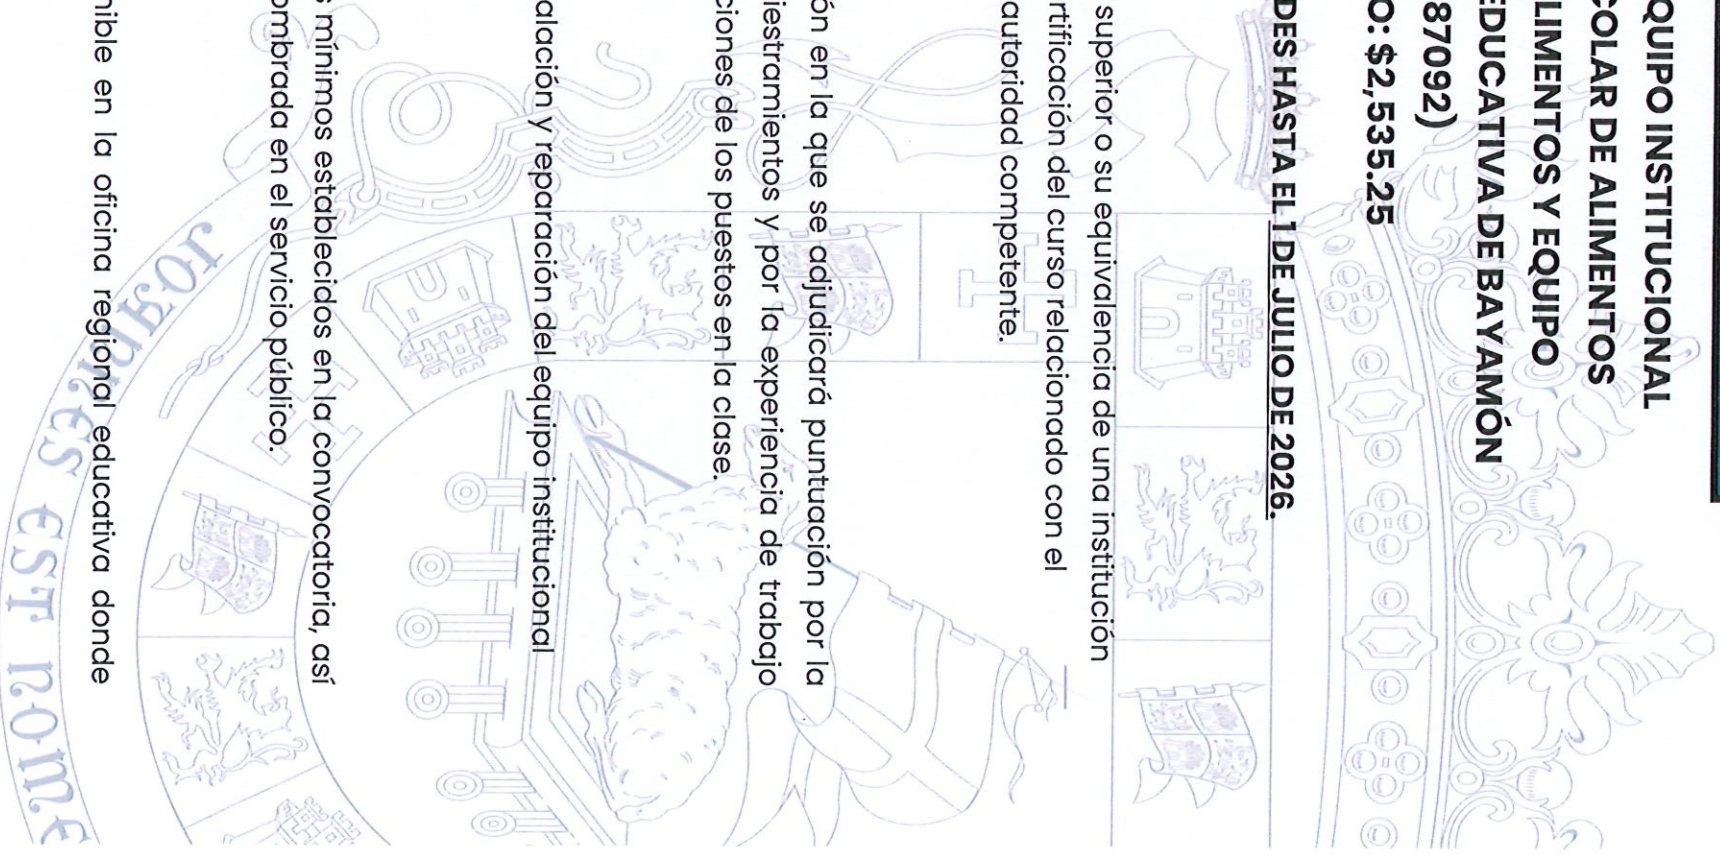 QUIPO INSTITUCIONAL
COLAR DE ALIMENTOS
LIMENTOS Y EQUIPO
EDUCATIVA DE BAYAMÓN
87092)
O: $2,535.25
DES HASTA EL 1 DE JULIO DE 2026.
superior o su equivalencia de una institución
rtificación del curso relacionado con el
autoridad competente.
ón en la que se adjudicará puntuación por la
iestramientos y por la experiencia de trabajo
ciones de los puestos en la clase.
alación y reparación del equipo institucional
s mínimos establecidos en la convocatoria, así
ombrada en el servicio público.
nible en la oficina regional educativa donde
JOHANNES EST NOME